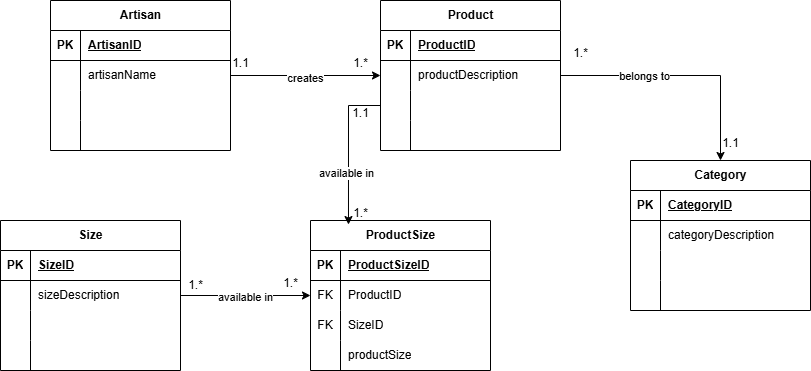 Artisan
PK ArtisanID
artisanName
1.1
creates
1.*
Product
PK ProductID
productDescription
1.*
belongs to
1.1
1.1
available in
1.*
Category
PK CategoryID
categoryDescription
Size
PK SizeID
sizeDescription
1.*
available in
1.*
ProductSize
PK ProductSizeID
FK ProductID
FK SizeID
productSize